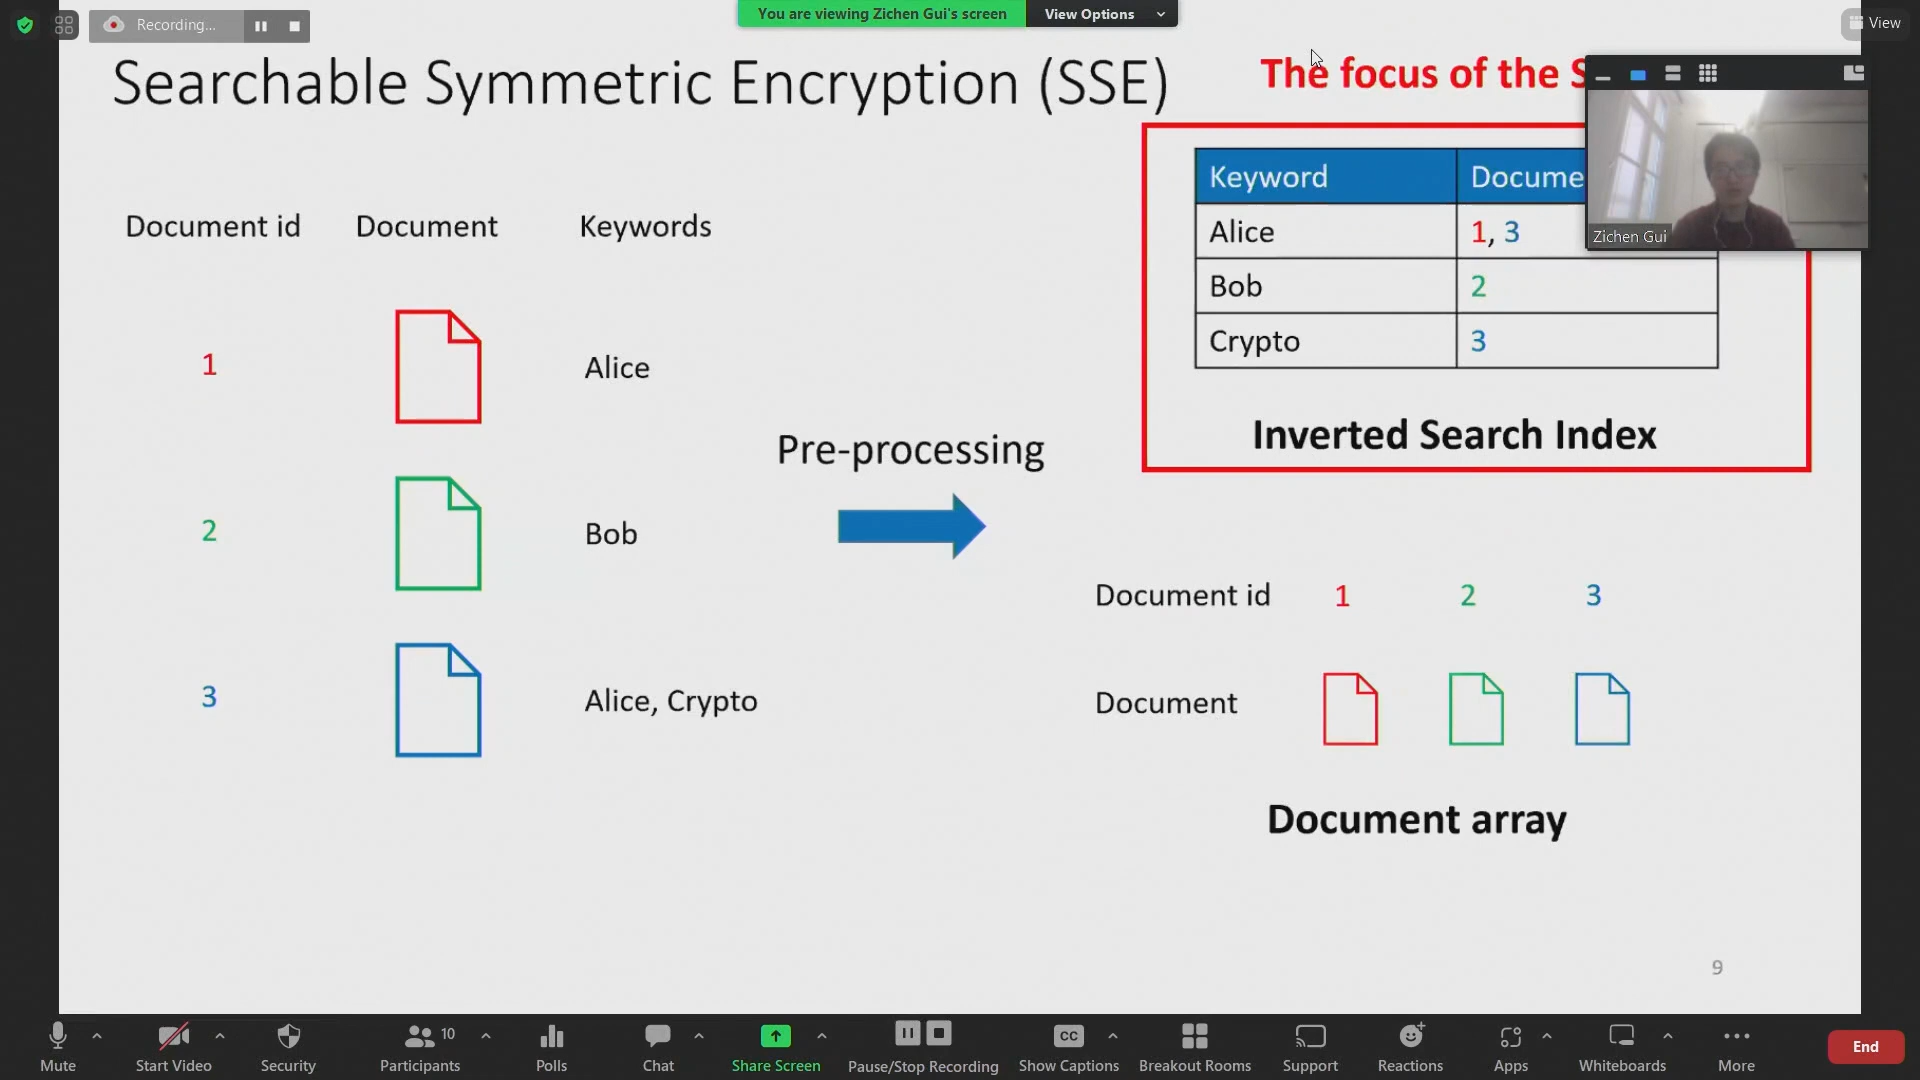 Recording...
You are viewing Zichen Gui's screen
View Options
View
Searchable Symmetric Encryption (SSE)
The focus of the S
Document id Document Keywords
1 Alice
2 Bob
3 Alice, Crypto
Pre-processing
Keyword Docume
Alice 1, 3
Bob 2
Crypto 3
Inverted Search Index
Zichen Gui
Document id 1 2 3
Document
Document array
9
Mute
Start Video
Security
Participants 10
Polls
Chat
Share Screen
Pause/Stop Recording
CC
Show Captions
Breakout Rooms
Support
Reactions
Apps
Whiteboards
More
End